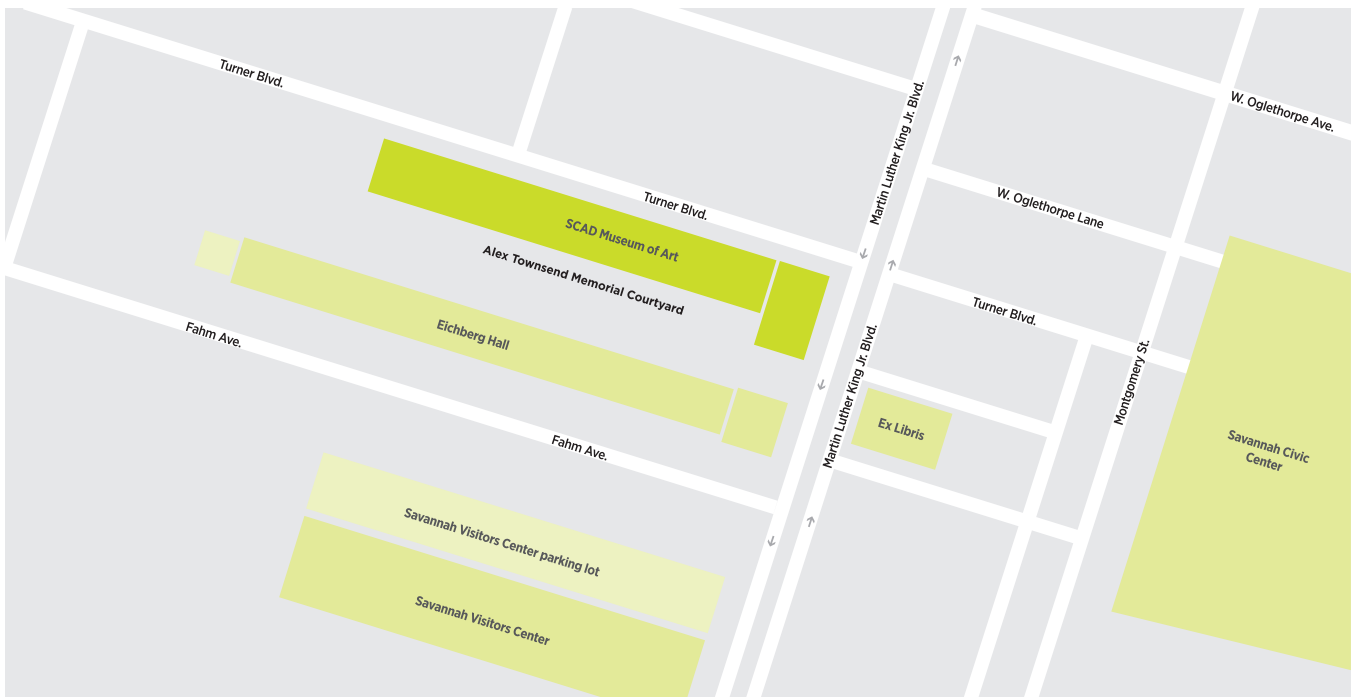 Turner Blvd.
W. Oglethorpe Ave.
Martin Luther King Jr. Blvd.
Turner Blvd.
W. Oglethorpe Lane
SCAD Museum of Art
Alex Townsend Memorial Courtyard
Turner Blvd.
Eichberg Hall
Fahm Ave.
Martin Luther King Jr. Blvd.
Montgomery St.
Ex Libris
Fahm Ave.
Savannah Civic
Center
Savannah Visitors Center parking lot
Savannah Visitors Center